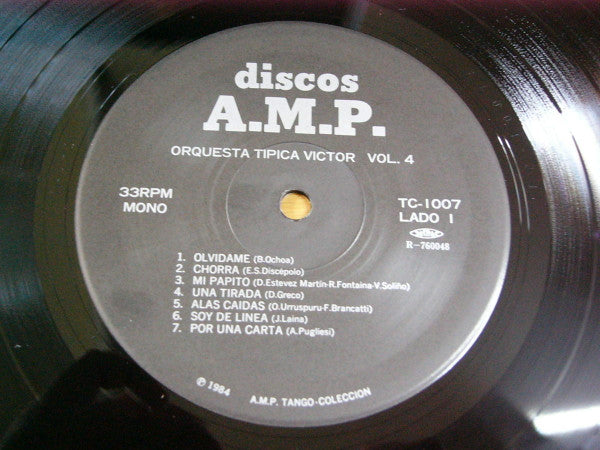 discos
A.M.P.
ORQUESTA TIPICA VICTOR VOL. 4
33RPM
MONO
TC-1007
LADO 1
R-760048
1. OLVIDAME (B.Ochoa)
2. CHORRA (E.S.Discépolo)
3. MI PAPITO (D.Estevez Martín-R.Fontaina-V.Soliño)
4. UNA TIRADA (D.Greco)
5. ALAS CAIDAS (O.Urruspuru-F.Brancatti)
6. SOY DE LINEA (J.Laina)
7. POR UNA CARTA (A.Pugliesi)
℗ 1984 A.M.P. TANGO-COLECCION